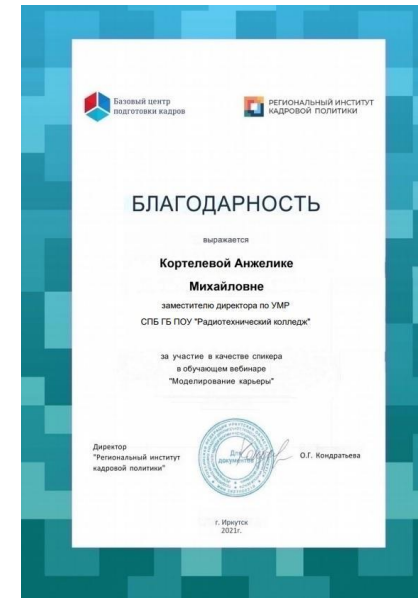 Базовый центр
подготовки кадров
РЕГИОНАЛЬНЫЙ ИНСТИТУТ
КАДРОВОЙ ПОЛИТИКИ
БЛАГОДАРНОСТЬ
выражается
Кортелевой Анжелике
Михайловне
заместителю директора по УМР
СПБ ГБ ПОУ "Радиотехнический колледж"
за участие в качестве спикера
в обучающем вебинаре
"Моделирование карьеры"
Директор
"Региональный институт
кадровой политики"
Для
документов
О.Г. Кондратьева
г. Иркутск
2021г.